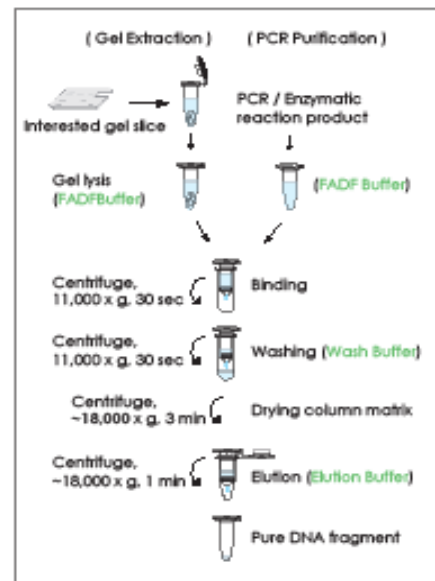 ( Gel Extraction ) ( PCR Purification )
Interested gel slice
PCR / Enzymatic
reaction product
Gel lysis
(FADFBuffer)
(FADF Buffer)
Centrifuge,
11,000 x g, 30 sec
Binding
Centrifuge,
11,000 x g, 30 sec
Washing (Wash Buffer)
Centrifuge,
~18,000 x g, 3 min
Drying column matrix
Centrifuge,
~18,000 x g, 1 min
Elution (Elution Buffer)
Pure DNA fragment